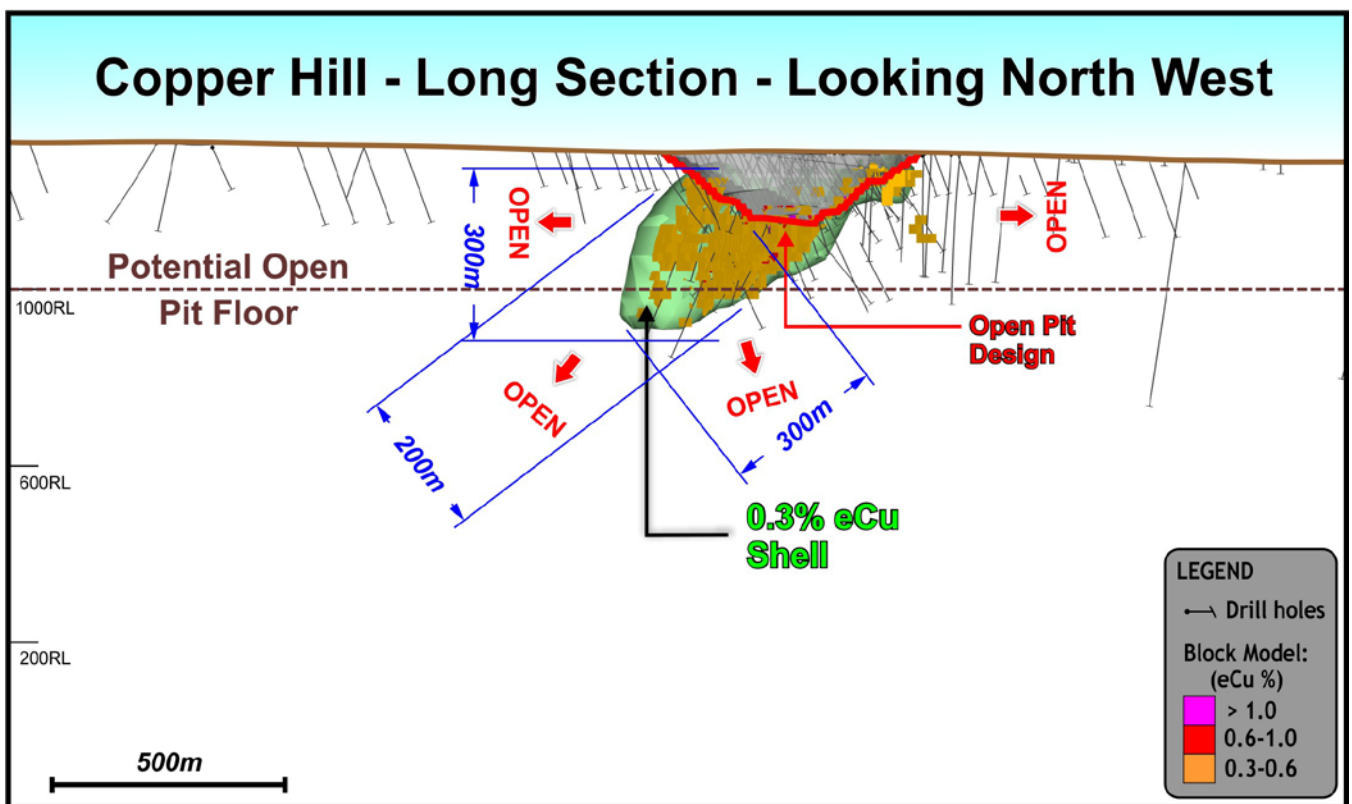 Copper Hill - Long Section - Looking North West
OPEN
300m
OPEN
Potential Open
Pit Floor
1000RL
Open Pit
Design
OPEN
OPEN
300m
200m
600RL
0.3% eCu
Shell
200RL
500m
LEGEND
Drill holes
Block Model:
(eCu %)
> 1.0
0.6-1.0
0.3-0.6